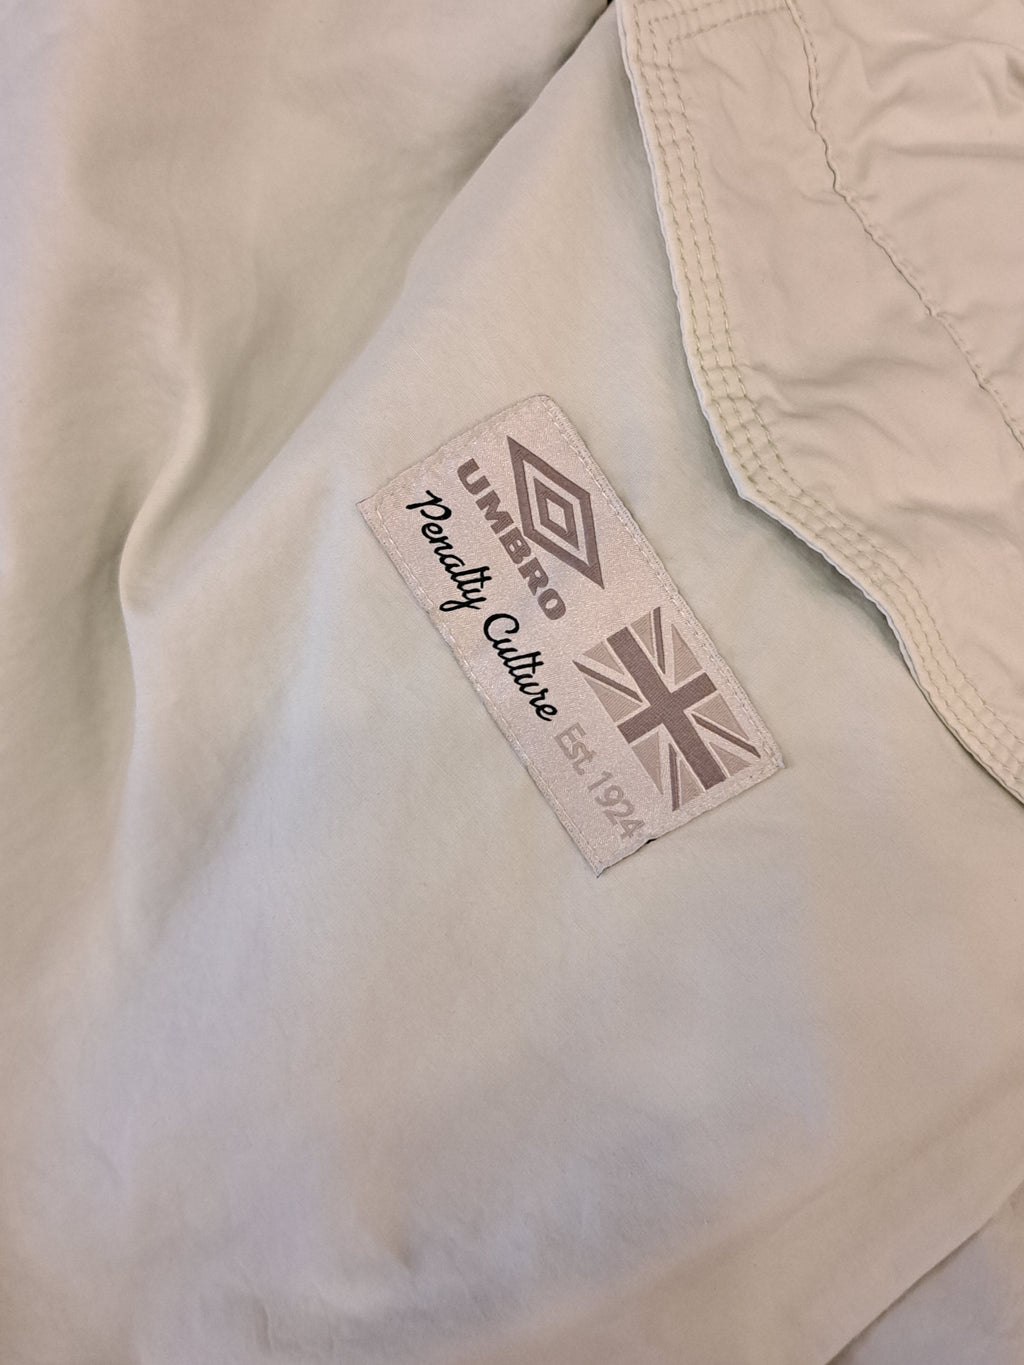 UMBRO
Penalty Culture
Est. 1924